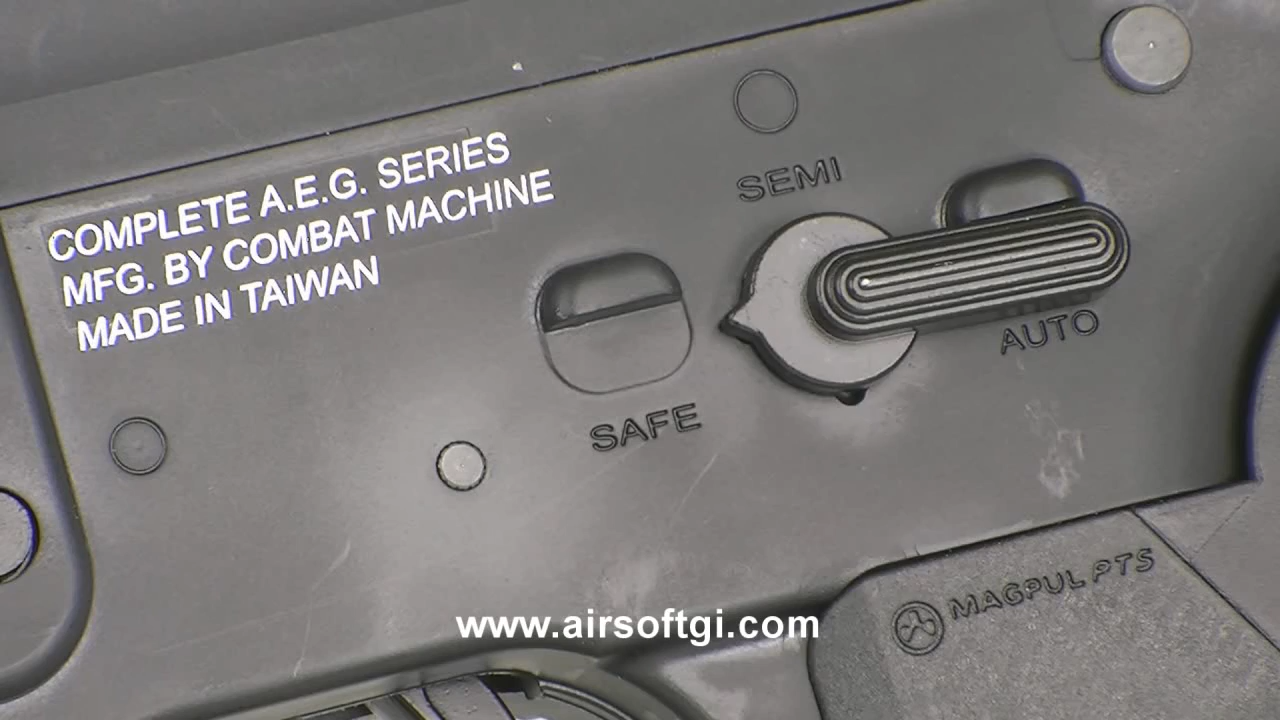 COMPLETE A.E.G. SERIES
MFG. BY COMBAT MACHINE
MADE IN TAIWAN
SEMI
SAFE
AUTO
MAGPUL PTS
www.airsoftgi.com